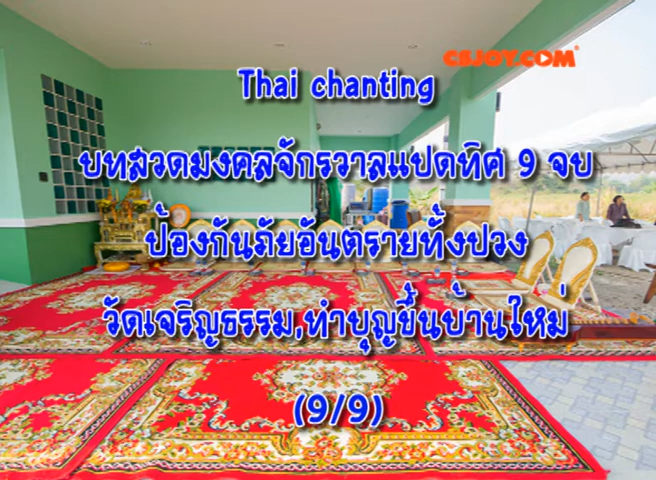 CSJOY.COM
Thai chanting
บทสวดมงคลจักรวาลแปดทิศ 9 จบ
ป้องกันภัยอันตรายทั้งปวง
วัดเจริญธรรม,ทำบุญขึ้นบ้านใหม่
(9/9)